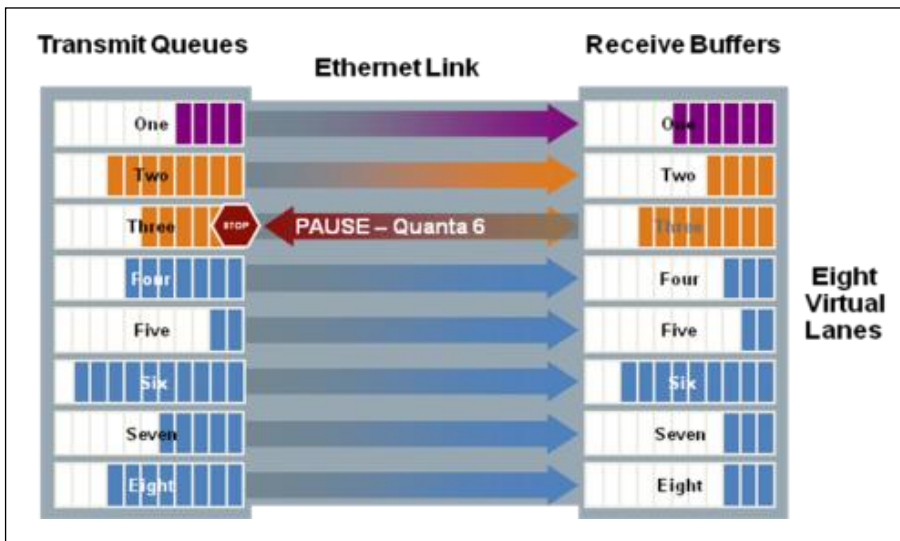 Transmit Queues
Ethernet Link
Receive Buffers
One
Two
Three
Four
Five
Six
Seven
Eight
STOP
PAUSE – Quanta 6
One
Two
Three
Four
Five
Six
Seven
Eight
Eight
Virtual
Lanes